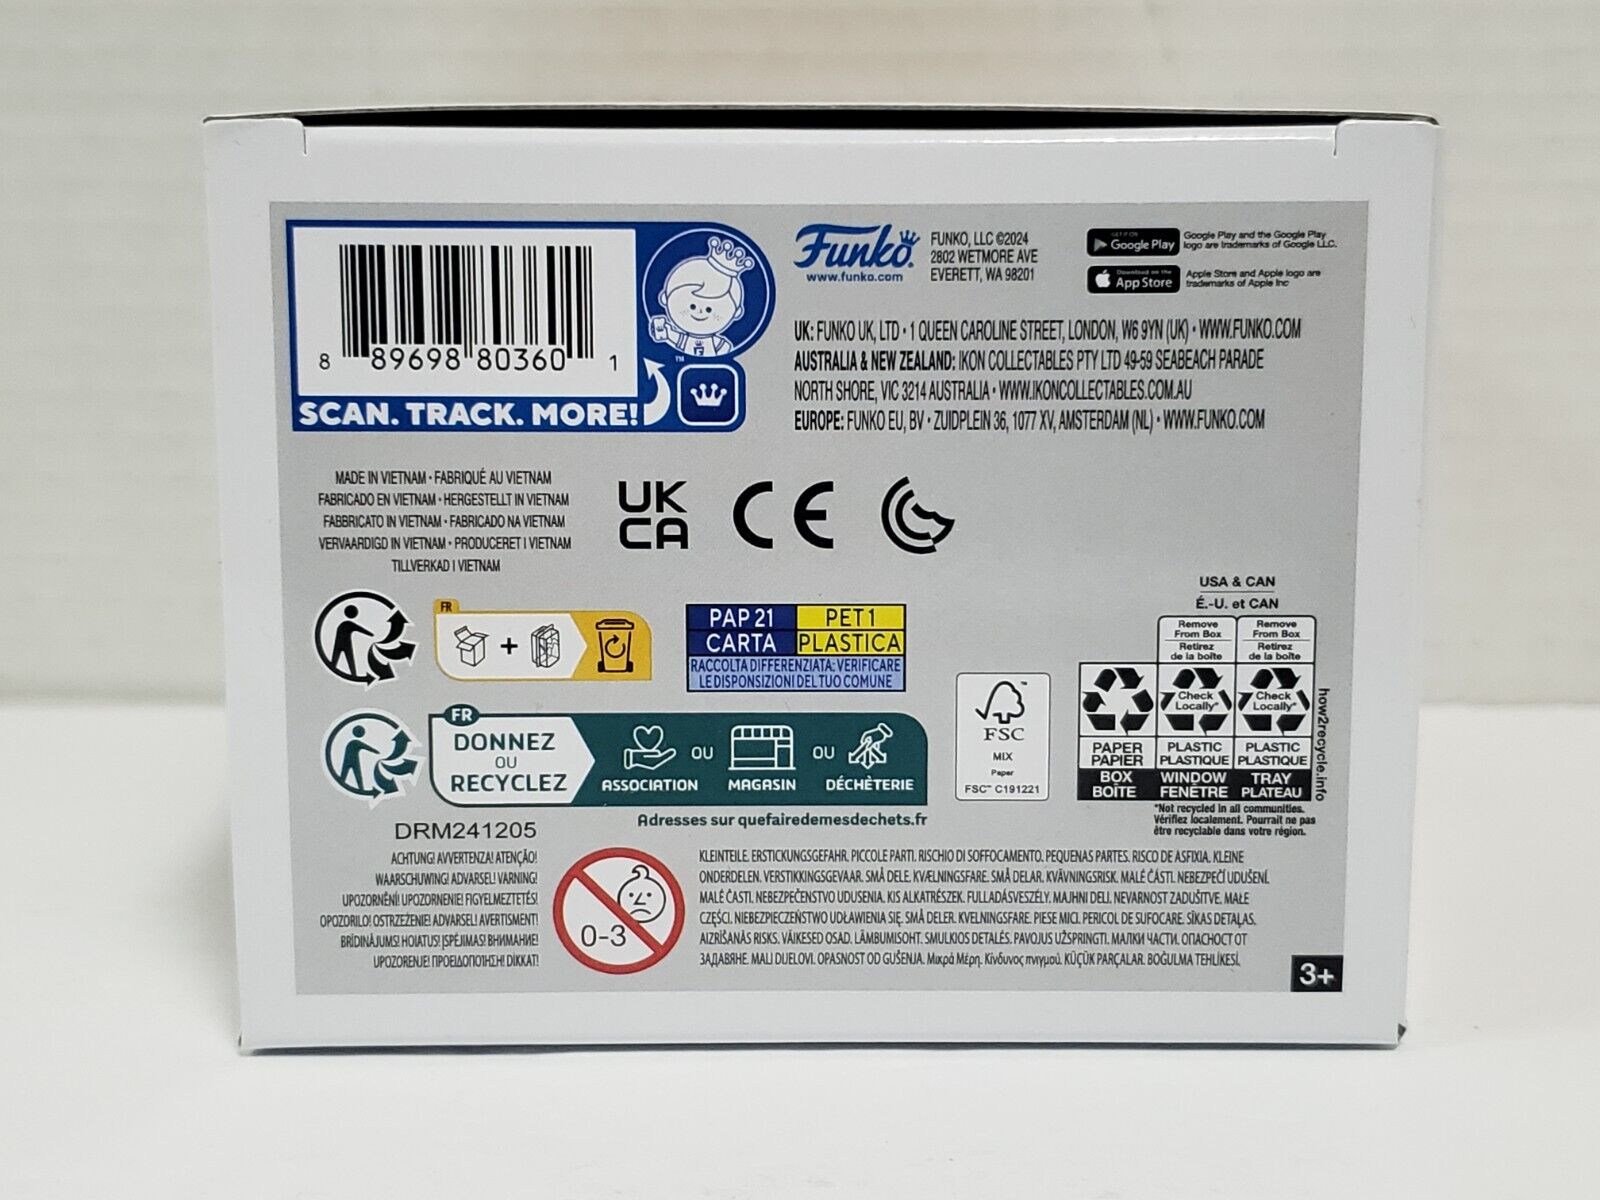 8 89698 80360 1
SCAN. TRACK. MORE!
™
Funko
www.funko.com
FUNKO, LLC ©2024
2802 WETMORE AVE
EVERETT, WA 98201
GET IT ON
Google Play
Google Play and the Google Play
logo are trademarks of Google LLC.
Download on the
App Store
Apple Store and Apple logo are
trademarks of Apple Inc
UK: FUNKO UK, LTD • 1 QUEEN CAROLINE STREET, LONDON, W6 9YN (UK) • WWW.FUNKO.COM
AUSTRALIA & NEW ZEALAND: IKON COLLECTABLES PTY LTD 49-59 SEABEACH PARADE
NORTH SHORE, VIC 3214 AUSTRALIA • WWW.IKONCOLLECTABLES.COM.AU
EUROPE: FUNKO EU, BV • ZUIDPLEIN 36, 1077 XV, AMSTERDAM (NL) • WWW.FUNKO.COM
MADE IN VIETNAM • FABRIQUÉ AU VIETNAM
FABRICADO EN VIETNAM • HERGESTELLT IN VIETNAM
FABBRICATO IN VIETNAM • FABRICADO NA VIETNAM
VERVAARDIGD IN VIETNAM • PRODUCERET I VIETNAM
TILLVERKAD I VIETNAM
UK
CA
CE
FR
+
PAP 21
CARTA
PET 1
PLASTICA
RACCOLTA DIFFERENZIATA: VERIFICARE
LE DISPONSIZIONI DEL TUO COMUNE
FR
DONNEZ
OU
RECYCLEZ
ASSOCIATION
OU
MAGASIN
OU
DÉCHÈTERIE
Adresses sur quefairedemesdechets.fr
FSC
MIX
Paper
FSC™ C191221
USA & CAN
É.-U. et CAN
Remove
From Box
Retirez
de la boîte
Remove
From Box
Retirez
de la boîte
Check
Locally*
Check
Locally*
PAPER
PAPIER
PLASTIC
PLASTIQUE
PLASTIC
PLASTIQUE
BOX
BOÎTE
WINDOW
FENÊTRE
TRAY
PLATEAU
how2recycle.info
*Not recycled in all communities.
Vérifiez localement. Pourrait ne pas
être recyclable dans votre région.
DRM241205
ACHTUNG! AVVERTENZA! ATENÇÃO!
WAARSCHUWING! ADVARSEL! VARNING!
UPOZORNĚNÍ! UPOZORNENIE! FIGYELMEZTETÉS!
OPOZORILO! OSTRZEŻENIE! ADVARSEL! AVERTISMENT!
BRĪDINĀJUMS! HOIATUS! ĮSPĖJIMAS! ВНИМАНИЕ!
UPOZORENJE! ΠΡΟΕΙΔΟΠΟΙΗΣΗ! DİKKAT!
0-3
KLEINTEILE. ERSTICKUNGSGEFAHR. PICCOLE PARTI. RISCHIO DI SOFFOCAMENTO. PEQUENAS PARTES. RISCO DE ASFIXIA. KLEINE
ONDERDELEN. VERSTIKKINGSGEVAAR. SMÅ DELE. KVÆLNINGSFARE. SMÅ DELAR. KVÄVNINGSRISK. MALÉ ČÁSTI. NEBEZPEČÍ UDUŠENÍ.
MALÉ ČASTI. NEBEZPEČENSTVO UDUSENIA. KIS ALKATRÉSZEK. FULLADÁSVESZÉLY. MAJHNI DELI. NEVARNOST ZADUŠITVE. MAŁE
CZĘŚCI. NIEBEZPIECZEŃSTWO UDŁAWIENIA SIĘ. SMÅ DELER. KVELNINGSFARE. PIESE MICI. PERICOL DE SUFOCARE. SĪKAS DETAĻAS.
AIZRĪŠANĀS RISKS. VÄIKESED OSAD. LÄMBUMISOHT. SMULKIOS DETALĖS. PAVOJUS UŽSPRINGTI. МАЛКИ ЧАСТИ. ОПАСНОСТ ОТ
ЗАДАВЯНЕ. MALI DIJELOVI. OPASNOST OD GUŠENJA. Μικρά Μέρη. Κίνδυνος πνιγμού. KÜÇÜK PARÇALAR. BOĞULMA TEHLİKESİ.
3+